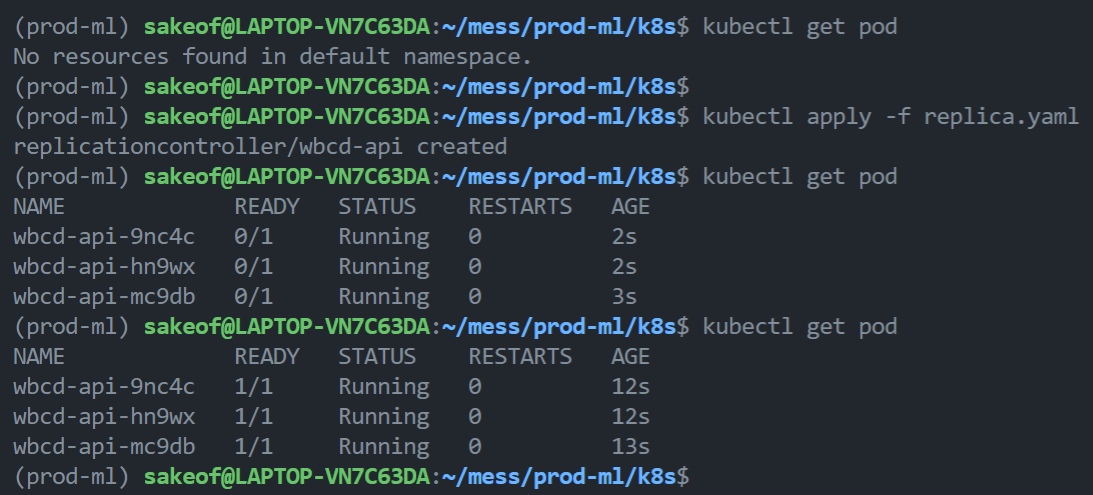 (prod-ml) sakeof@LAPTOP-VN7C63DA:~/mess/prod-ml/k8s$ kubectl get pod
No resources found in default namespace.
(prod-ml) sakeof@LAPTOP-VN7C63DA:~/mess/prod-ml/k8s$
(prod-ml) sakeof@LAPTOP-VN7C63DA:~/mess/prod-ml/k8s$ kubectl apply -f replica.yaml
replicationcontroller/wbcd-api created
(prod-ml) sakeof@LAPTOP-VN7C63DA:~/mess/prod-ml/k8s$ kubectl get pod
NAME             READY   STATUS    RESTARTS   AGE
wbcd-api-9nc4c   0/1     Running   0          2s
wbcd-api-hn9wx   0/1     Running   0          2s
wbcd-api-mc9db   0/1     Running   0          3s
(prod-ml) sakeof@LAPTOP-VN7C63DA:~/mess/prod-ml/k8s$ kubectl get pod
NAME             READY   STATUS    RESTARTS   AGE
wbcd-api-9nc4c   1/1     Running   0          12s
wbcd-api-hn9wx   1/1     Running   0          12s
wbcd-api-mc9db   1/1     Running   0          13s
(prod-ml) sakeof@LAPTOP-VN7C63DA:~/mess/prod-ml/k8s$